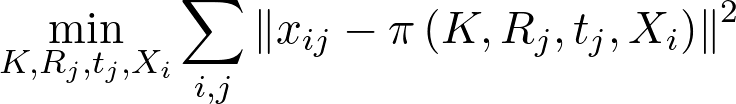 \min_{K,R_j,t_j,X_i} \sum_{i,j} \| x_{ij} - \pi (K, R_j, t_j, X_i) \|^2